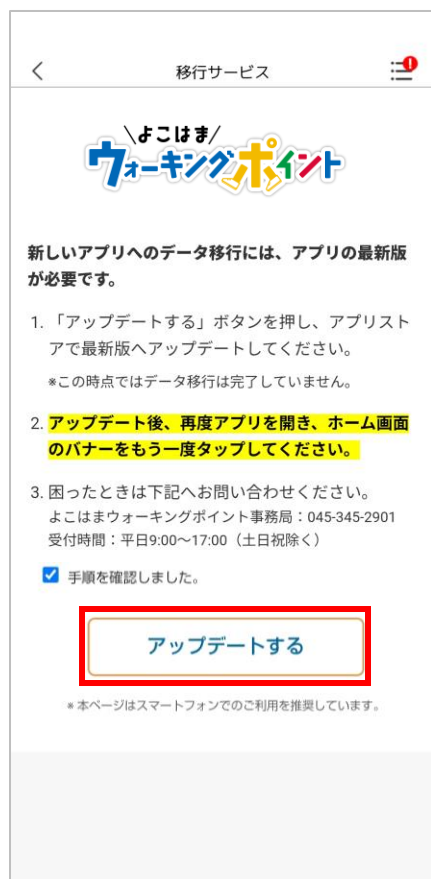 移行サービス
よこはま
ウォーキングポイント
新しいアプリへのデータ移行には、アプリの最新版
が必要です。
1. 「アップデートする」ボタンを押し、アプリスト
アで最新版へアップデートしてください。
*この時点ではデータ移行は完了していません。
2. アップデート後、再度アプリを開き、ホーム画面
のバナーをもう一度タップしてください。
3. 困ったときは下記へお問い合わせください。
よこはまウォーキングポイント事務局：045-345-2901
受付時間：平日9:00〜17:00（土日祝除く）
手順を確認しました。
アップデートする
* 本ページはスマートフォンでのご利用を推奨しています。